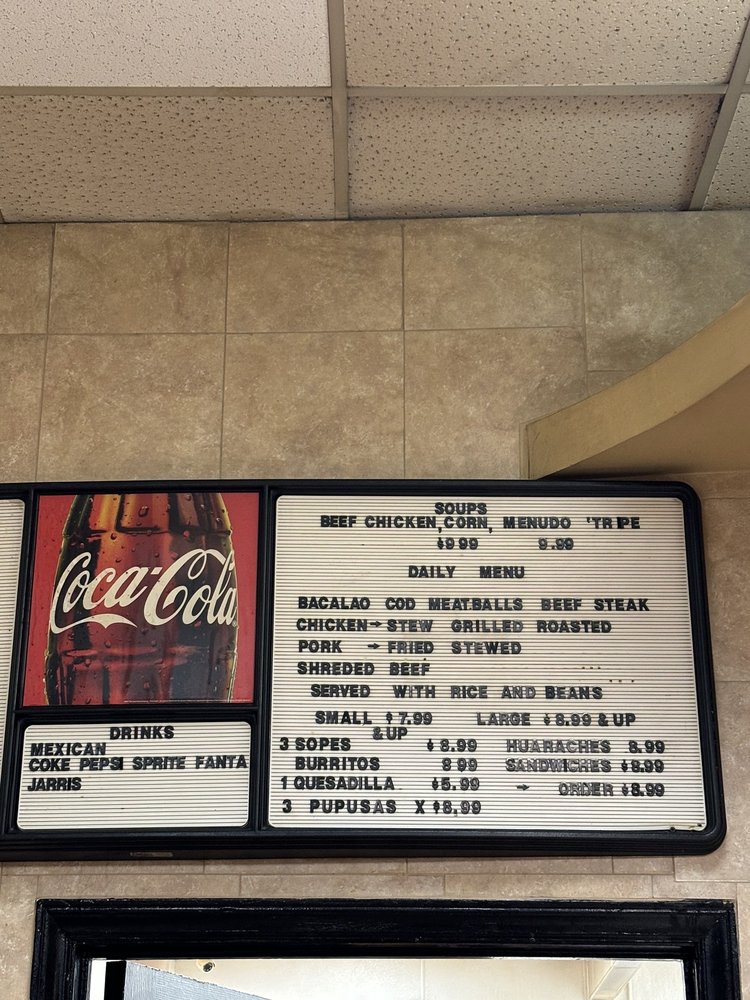 Coca-Cola
DRINKS
MEXICAN
COKE PEPSI SPRITE FANTA
JARRIS
SOUPS
BEEF CHICKEN, CORN, MENUDO 'TRIPE
$9 99 9.99
DAILY MENU
BACALAO COD MEATBALLS BEEF STEAK
CHICKEN→STEW GRILLED ROASTED
PORK →FRIED STEWED
SHREDED BEEF
SERVED WITH RICE AND BEANS
SMALL $7.99 LARGE $8.99 & UP
& UP
3 SOPES $8.99 HUARACHES 8.99
BURRITOS 8 99 SANDWICHES $8.99
1 QUESADILLA $5.99 → ORDER $8.99
3 PUPUSAS X $8,99